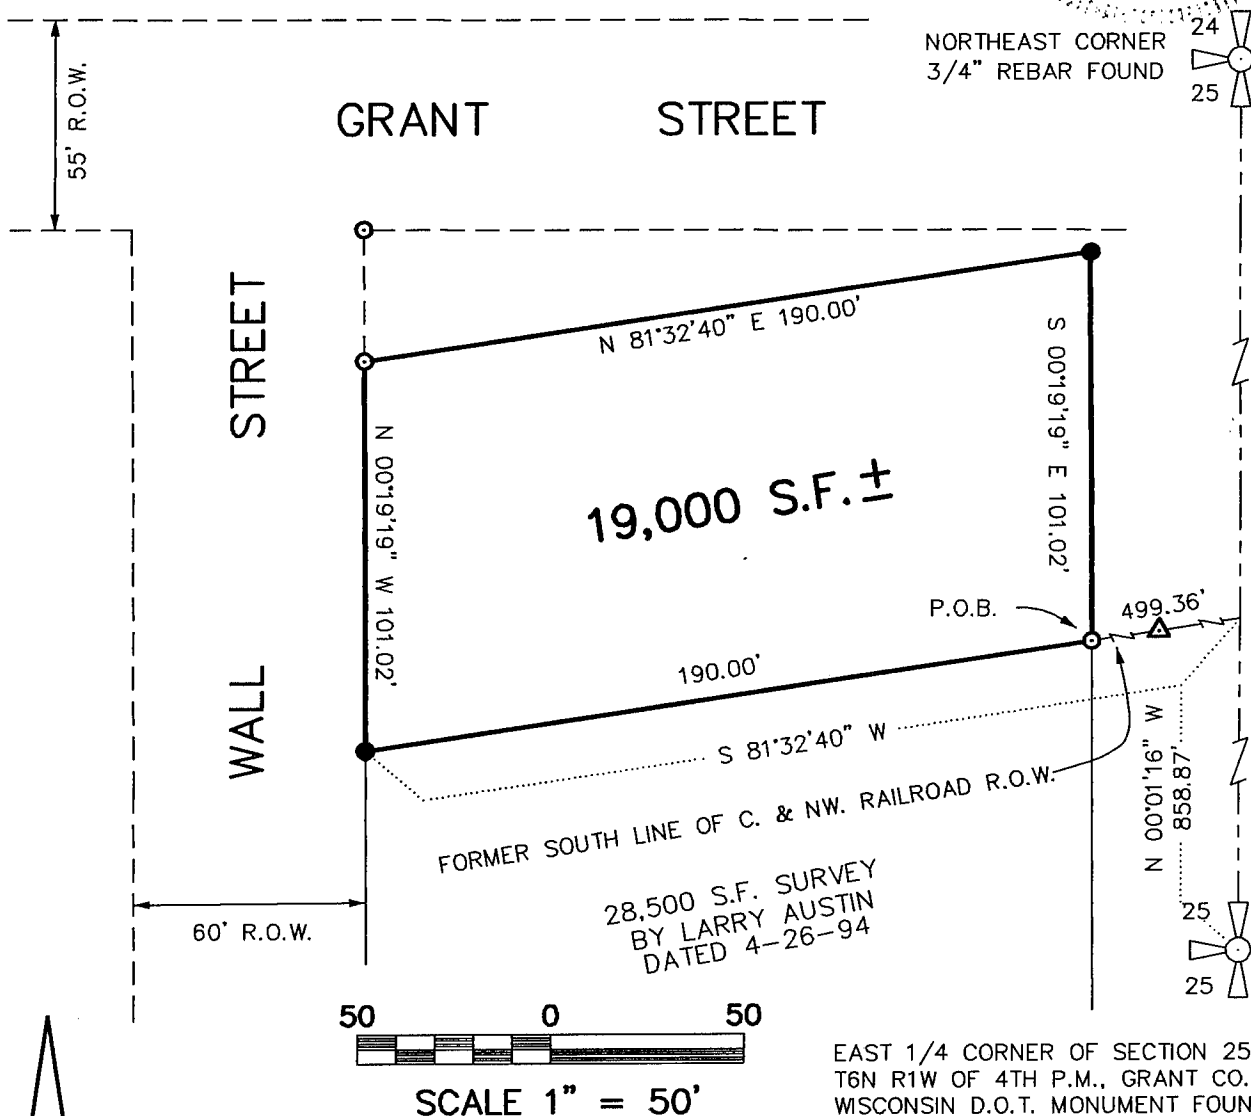 24
NORTHEAST CORNER
3/4" REBAR FOUND
25
55' R.O.W.
GRANT STREET
WALL STREET
N 81°32'40" E 190.00'
N 00°19'19" W 101.02'
S 00°19'19" E 101.02'
19,000 S.F.±
P.O.B.
499.36'
190.00'
S 81°32'40" W
FORMER SOUTH LINE OF C. & NW. RAILROAD R.O.W.
N 00°01'16" W
858.87'
28,500 S.F. SURVEY
BY LARRY AUSTIN
DATED 4-26-94
60' R.O.W.
25
25
50 0 50
SCALE 1" = 50'
EAST 1/4 CORNER OF SECTION 25
T6N R1W OF 4TH P.M., GRANT CO.
WISCONSIN D.O.T. MONUMENT FOUN